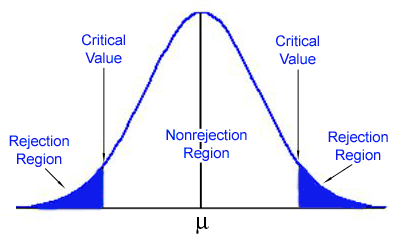 Critical
Value
Critical
Value
Rejection
Region
Nonrejection
Region
Rejection
Region
μ